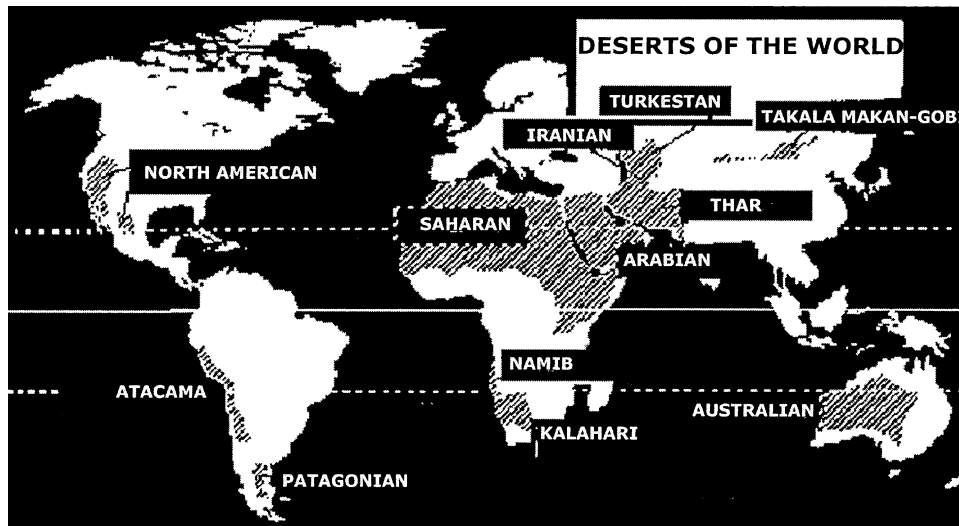 DESERTS OF THE WORLD
TURKESTAN
TAKALA MAKAN-GOBI
IRANIAN
NORTH AMERICAN
THAR
SAHARAN
ARABIAN
NAMIB
ATACAMA
AUSTRALIAN
KALAHARI
PATAGONIAN